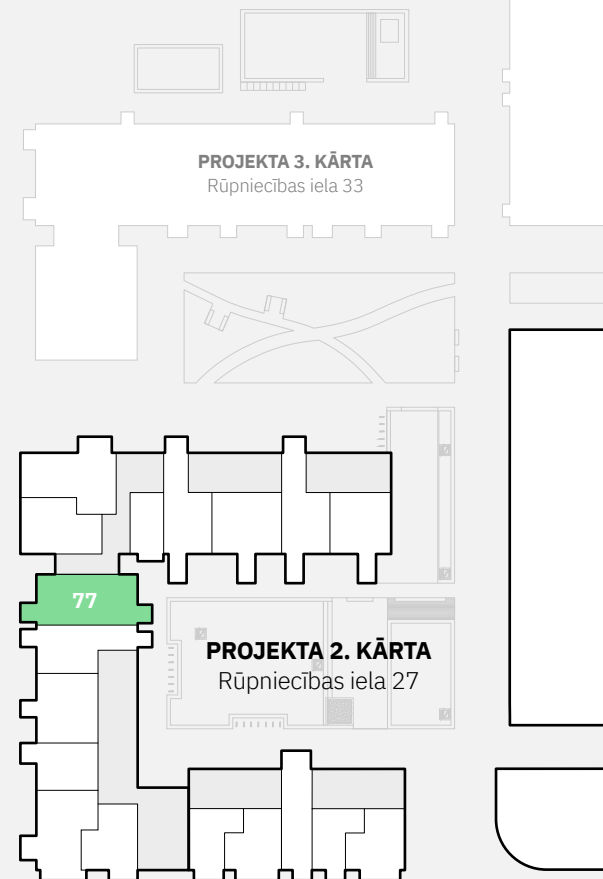 PROJEKTA 3. KĀRTA
Rūpniecības iela 33
77
PROJEKTA 2. KĀRTA
Rūpniecības iela 27